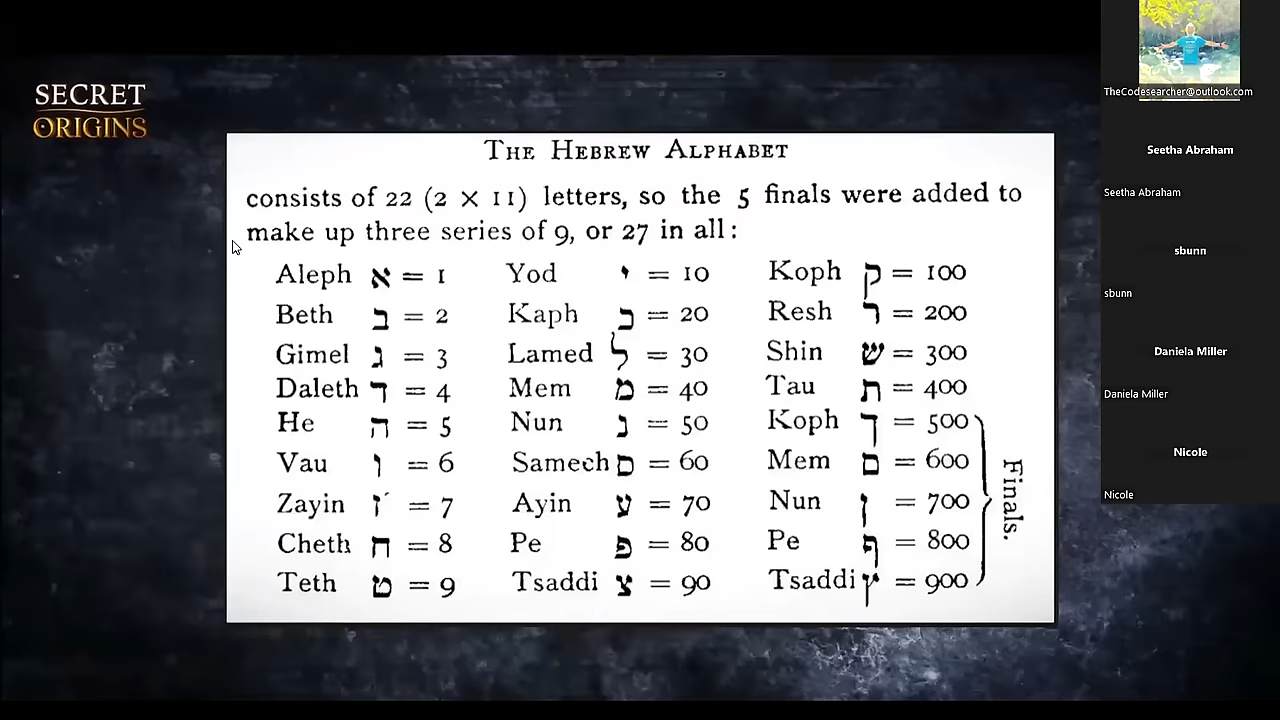 SECRET
ORIGINS
THE HEBREW ALPHABET
consists of 22 (2 × 11) letters, so the 5 finals were added to
make up three series of 9, or 27 in all:
Aleph א = 1 Yod י = 10 Koph ק = 100
Beth ב = 2 Kaph כ = 20 Resh ר = 200
Gimel ג = 3 Lamed ל = 30 Shin ש = 300
Daleth ד = 4 Mem מ = 40 Tau ת = 400
He ה = 5 Nun נ = 50 Koph ך = 500
Vau ו = 6 Samech ס = 60 Mem ם = 600
Zayin ז = 7 Ayin ע = 70 Nun ן = 700
Cheth ח = 8 Pe פ = 80 Pe ף = 800
Teth ט = 9 Tsaddi צ = 90 Tsaddi ץ = 900
Finals.
TheCodesearcher@outlook.com
Seetha Abraham
Seetha Abraham
sbunn
sbunn
Daniela Miller
Daniela Miller
Nicole
Nicole